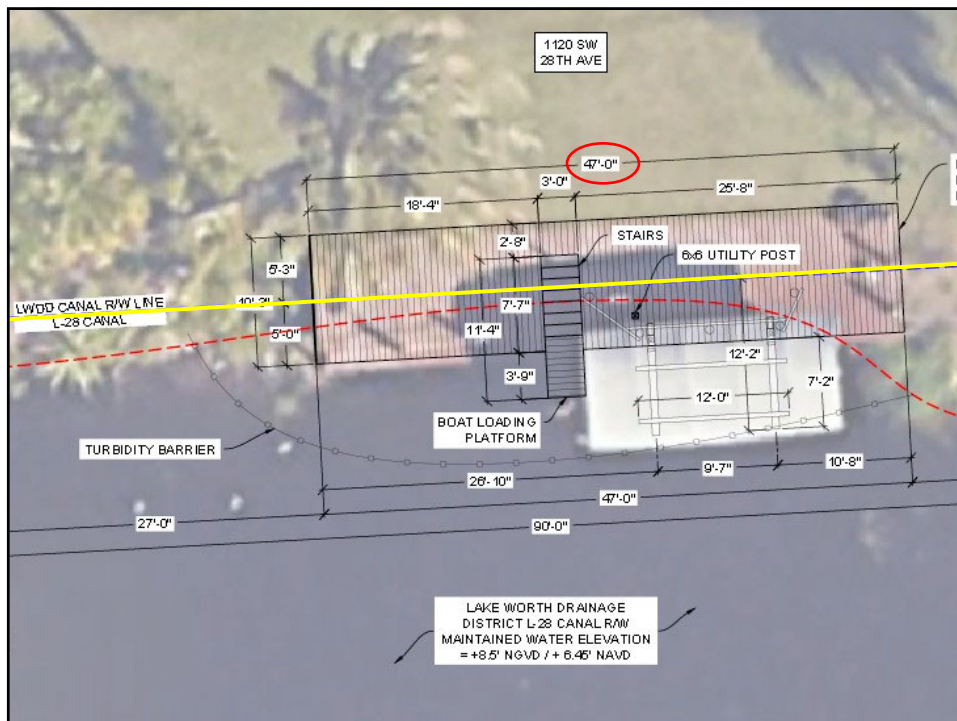 1120 SW
28TH AVE
47'-0"
3'-0"
18'-4"
25'-8"
2'-8"
STAIRS
6x6 UTILITY POST
5'-3"
10'-3"
LWDD CANAL R/W LINE
L-28 CANAL
7'-7"
5'-0"
11'-4"
12'-2"
3'-9"
7'-2"
12'-0"
BOAT LOADING
PLATFORM
TURBIDITY BARRIER
26'-10"
9'-7"
10'-8"
47'-0"
27'-0"
90'-0"
LAKE WORTH DRAINAGE
DISTRICT L-28 CANAL R/W
MAINTAINED WATER ELEVATION
= +8.5' NGVD / + 6.45' NAVD